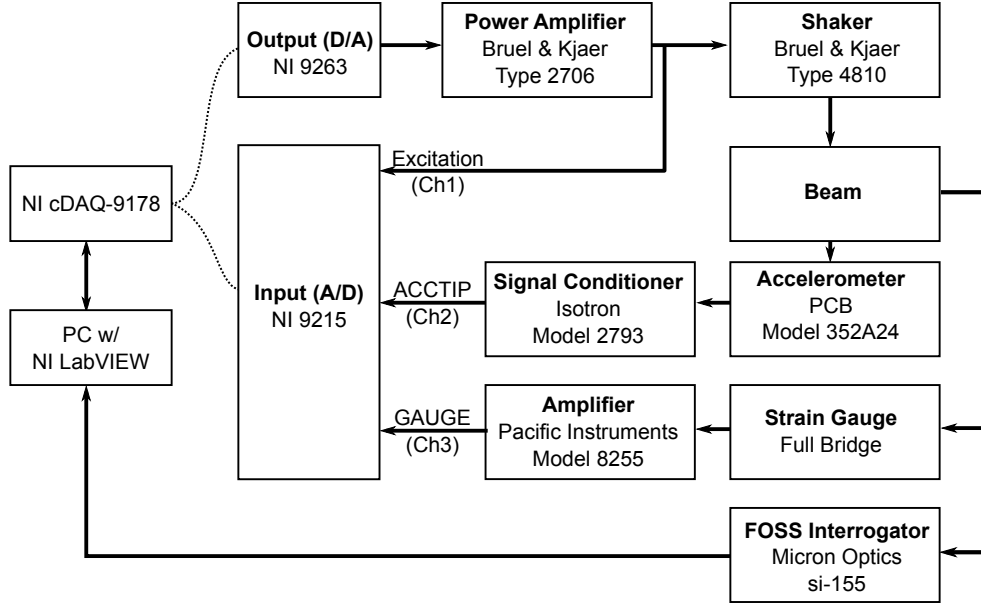 Output (D/A)
NI 9263
Power Amplifier
Bruel & Kjaer
Type 2706
Shaker
Bruel & Kjaer
Type 4810
Excitation
(Ch1)
NI cDAQ-9178
Beam
Input (A/D)
NI 9215
ACCTIP
(Ch2)
Signal Conditioner
Isotron
Model 2793
Accelerometer
PCB
Model 352A24
PC w/
NI LabVIEW
GAUGE
(Ch3)
Amplifier
Pacific Instruments
Model 8255
Strain Gauge
Full Bridge
FOSS Interrogator
Micron Optics
si-155